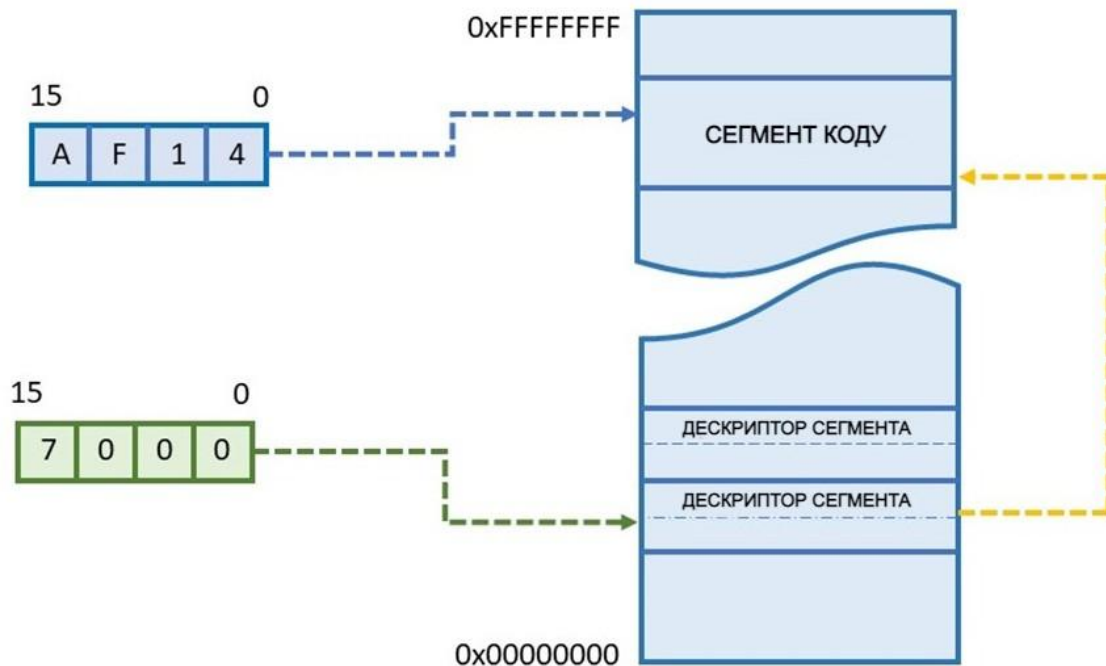 0xFFFFFFFF
15 0
A F 1 4
СЕГМЕНТ КОДУ
15 0
7 0 0 0
ДЕСКРИПТОР СЕГМЕНТА
ДЕСКРИПТОР СЕГМЕНТА
0x00000000